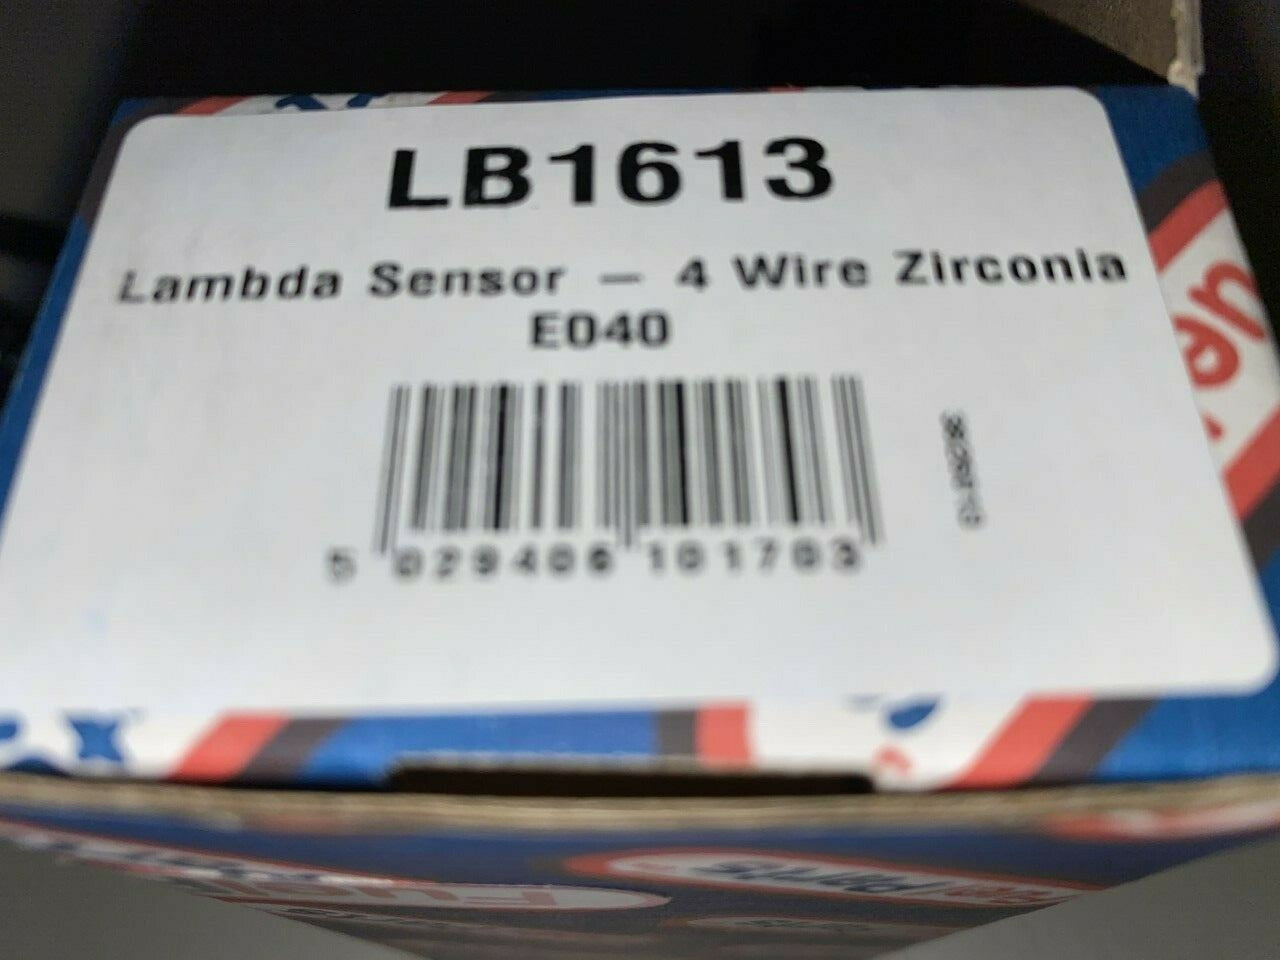 LB1613
Lambda Sensor – 4 Wire Zirconia
E040
5 029406 101703